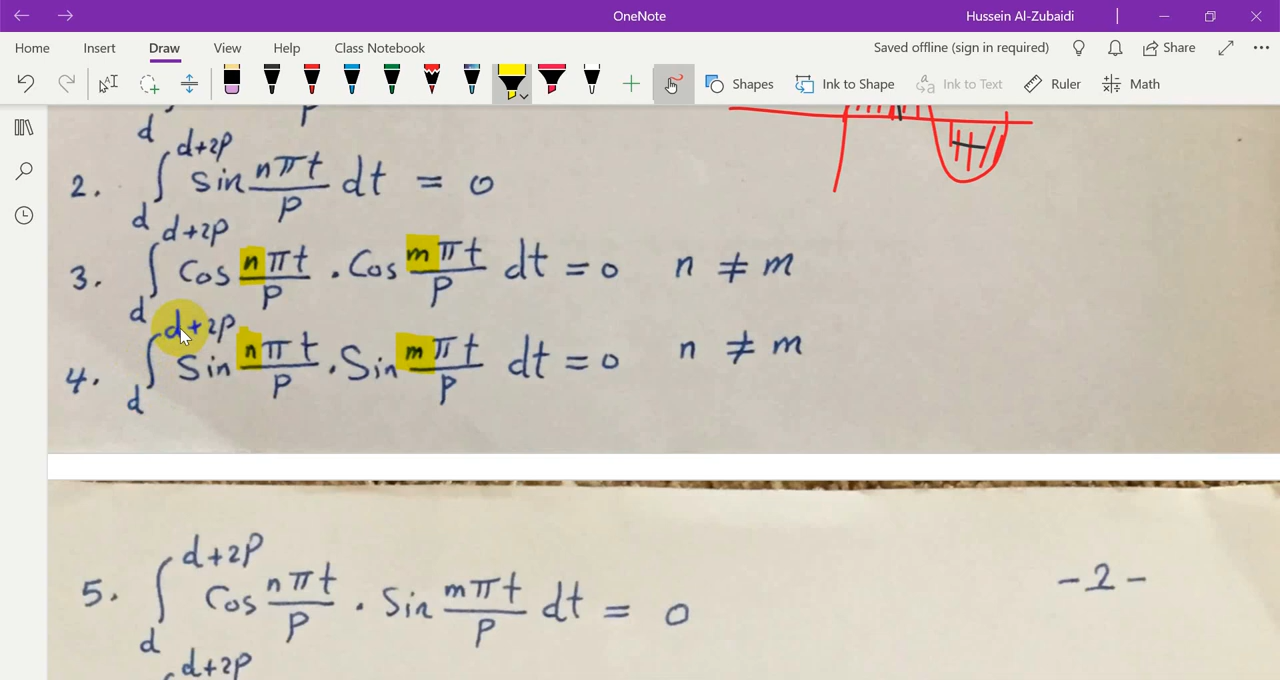 OneNote
Hussein Al-Zubaidi
Home Insert Draw View Help Class Notebook
Saved offline (sign in required) Share
Shapes Ink to Shape Ink to Text Ruler Math
d P
2. ∫_d^{d+2P} Sin nπt/P dt = 0
3. ∫_d^{d+2P} Cos nπt/P . Cos mπt/P dt = 0 n ≠ m
4. ∫_d^{d+2P} Sin nπt/P . Sin mπt/P dt = 0 n ≠ m
-2-
5. ∫_d^{d+2P} Cos nπt/P . Sin mπt/P dt = 0
d+2P